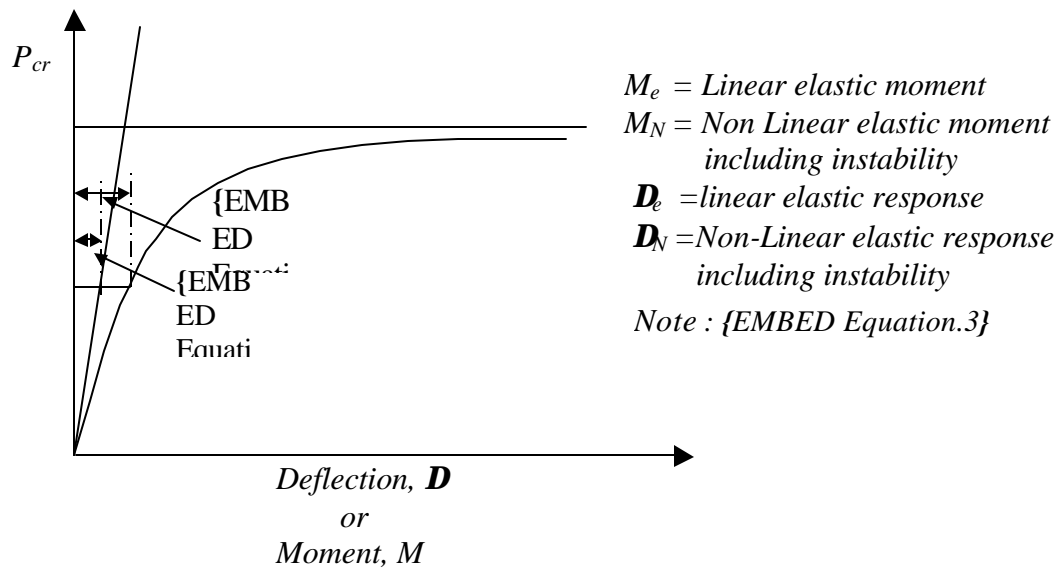 P_cr
M_e = Linear elastic moment
M_N = Non Linear elastic moment
including instability
D_e =linear elastic response
D_N =Non-Linear elastic response
including instability
Note : {EMBED Equation.3}
{EMB
ED
Equati
{EMB
ED
Equati
Deflection, D
or
Moment, M